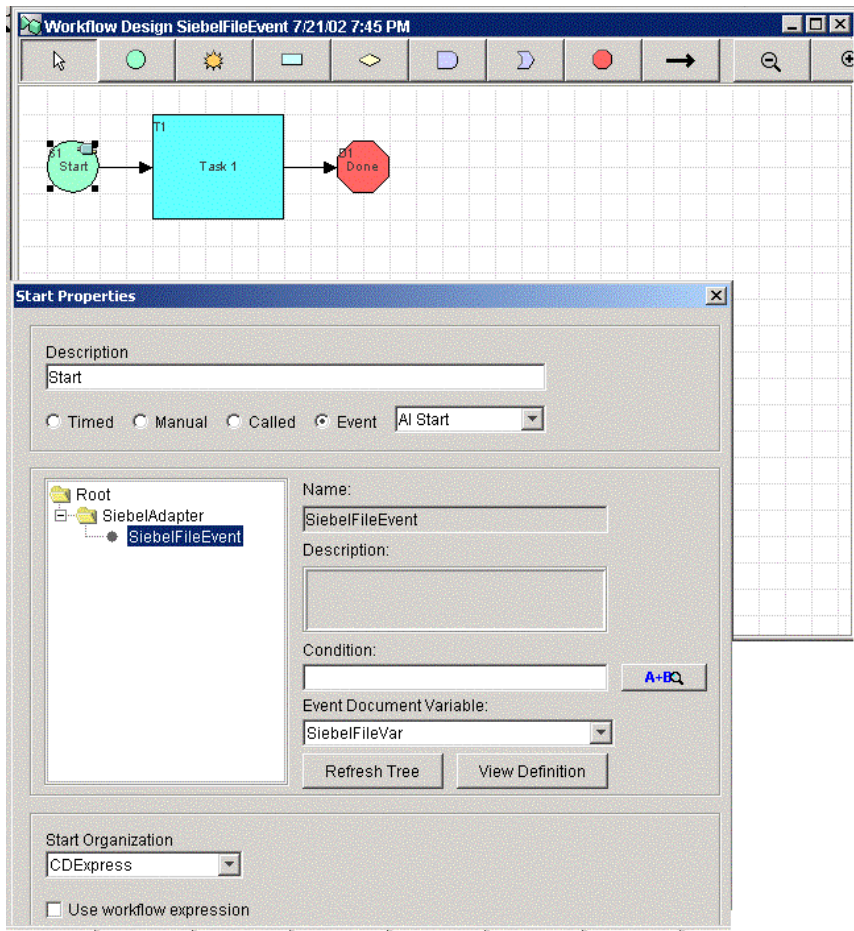 Workflow Design SiebelFileEvent 7/21/02 7:45 PM
S1
Start
T1
Task 1
D1
Done
Start Properties
Description
Start
Timed Manual Called Event AI Start
Root
SiebelAdapter
SiebelFileEvent
Name:
SiebelFileEvent
Description:
Condition:
A+B
Event Document Variable:
SiebelFileVar
Refresh Tree View Definition
Start Organization
CDExpress
Use workflow expression